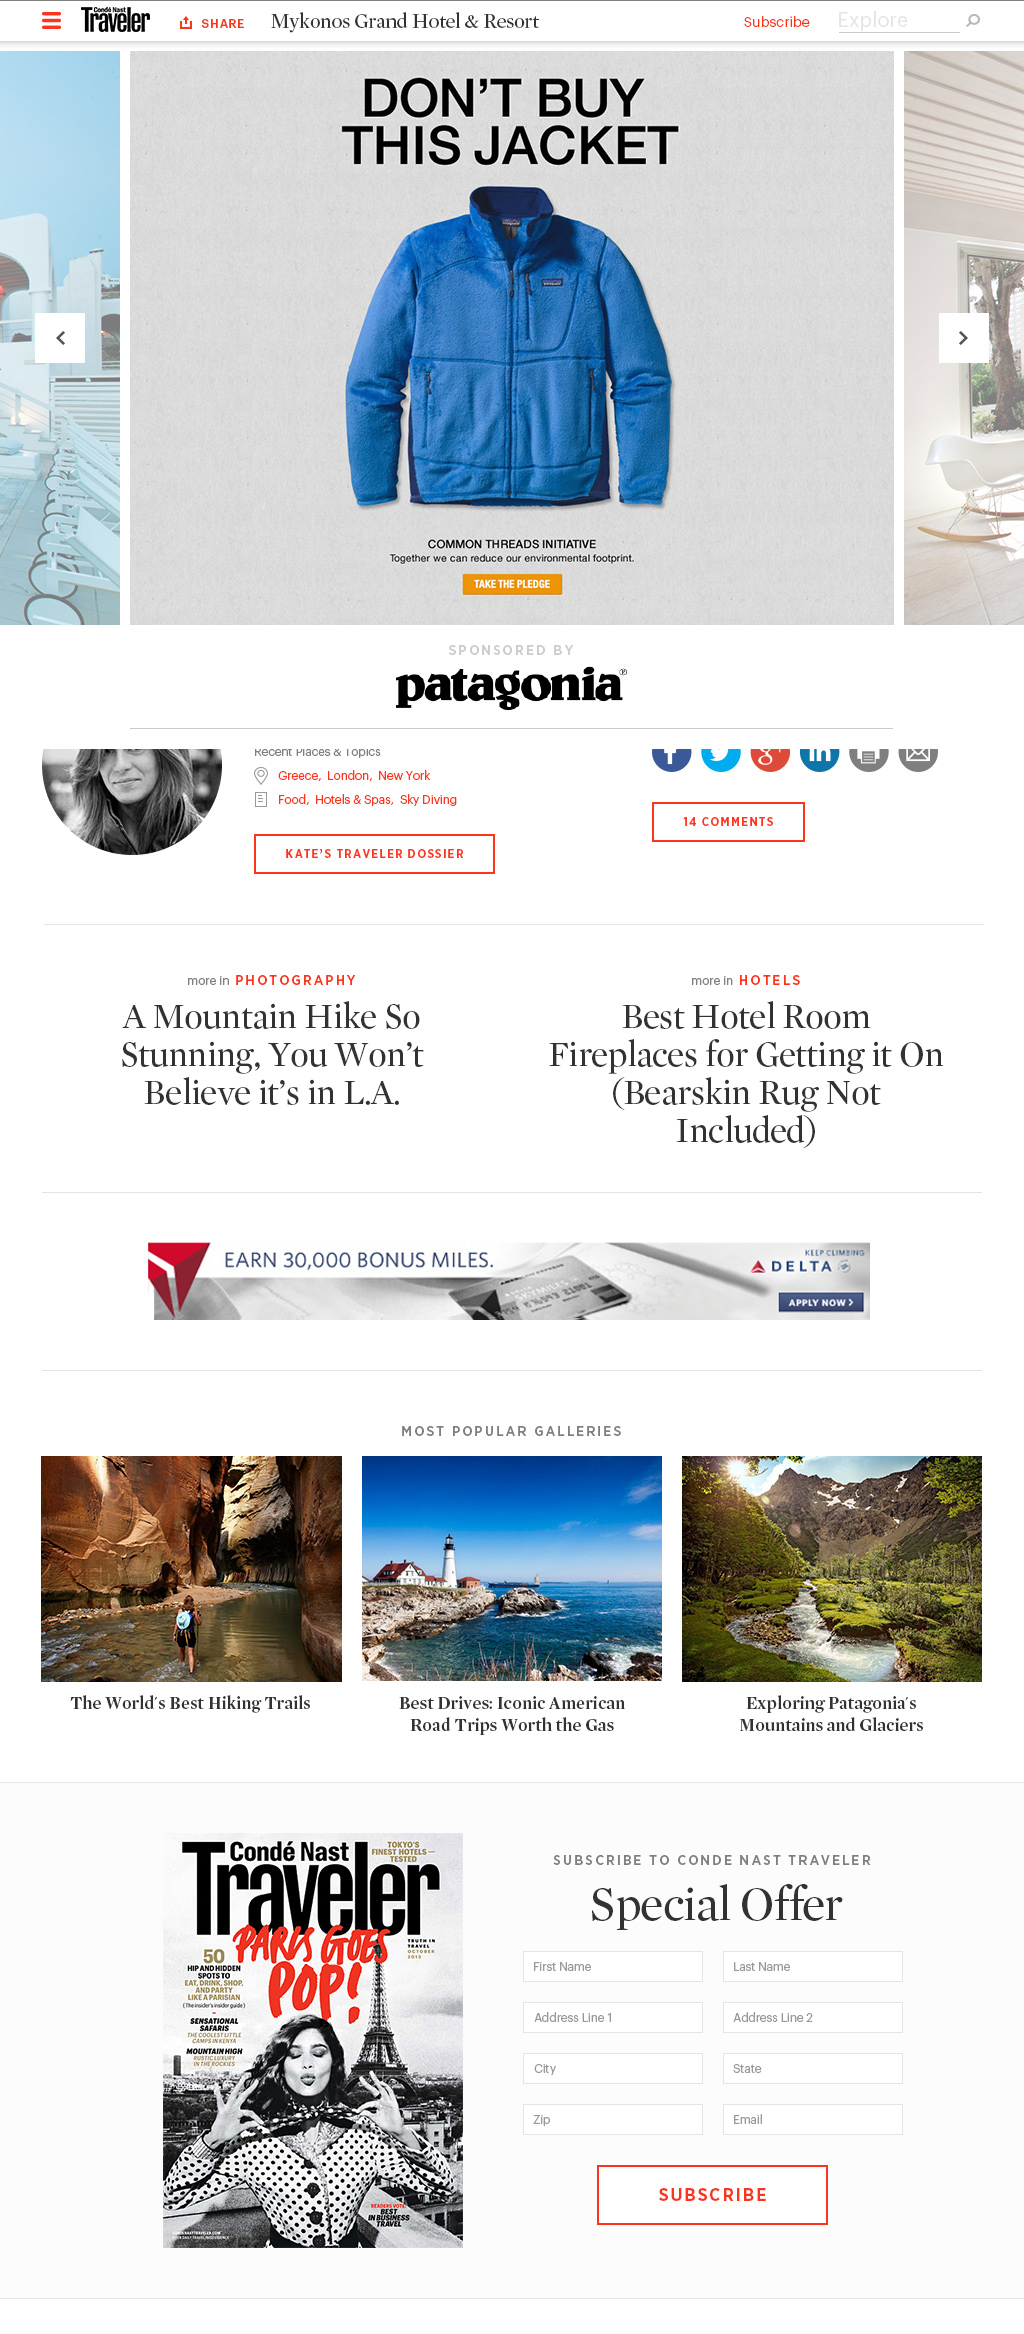 Condé Nast
Traveler
SHARE
Mykonos Grand Hotel & Resort
Subscribe
Explore
DON'T BUY
THIS JACKET
patagonia
COMMON THREADS INITIATIVE
Together we can reduce our environmental footprint.
TAKE THE PLEDGE
SPONSORED BY
patagonia®
Recent Places & Topics
Greece, London, New York
Food, Hotels & Spas, Sky Diving
KATE'S TRAVELER DOSSIER
14 COMMENTS
more in PHOTOGRAPHY
A Mountain Hike So
Stunning, You Won't
Believe it's in L.A.
more in HOTELS
Best Hotel Room
Fireplaces for Getting it On
(Bearskin Rug Not
Included)
EARN 30,000 BONUS MILES.
AMERICAN EXPRESS
KEEP CLIMBING
DELTA
APPLY NOW
MOST POPULAR GALLERIES
The World's Best Hiking Trails
Best Drives: Iconic American
Road Trips Worth the Gas
Exploring Patagonia's
Mountains and Glaciers
Condé Nast
Traveler
TOKYO'S
FINEST HOTELS—
TESTED
PARIS GOES
POP!
TRUTH IN
TRAVEL
OCTOBER
2013
50
HIP AND HIDDEN
SPOTS TO
EAT, DRINK, SHOP,
AND PARTY
LIKE A PARISIAN
(The insider's insider guide)
SENSATIONAL
SAFARIS
THE COOLEST LITTLE
CAMPS IN KENYA
MOUNTAIN HIGH
RUSTIC LUXURY
IN THE ROCKIES
READERS VOTE:
BEST
IN BUSINESS
TRAVEL
SUBSCRIBE TO CONDE NAST TRAVELER
Special Offer
First Name
Last Name
Address Line 1
Address Line 2
City
State
Zip
Email
SUBSCRIBE